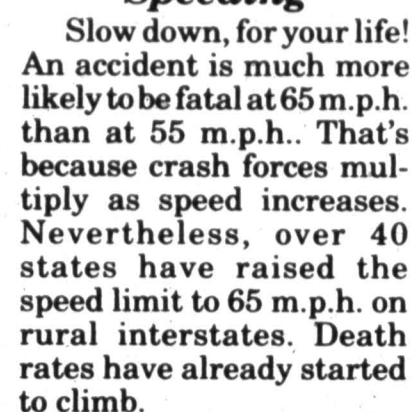 Speeding
Slow down, for your life!
An accident is much more
likely to be fatal at 65 m.p.h.
than at 55 m.p.h.. That's
because crash forces mul-
tiply as speed increases.
Nevertheless, over 40
states have raised the
speed limit to 65 m.p.h. on
rural interstates. Death
rates have already started
to climb.